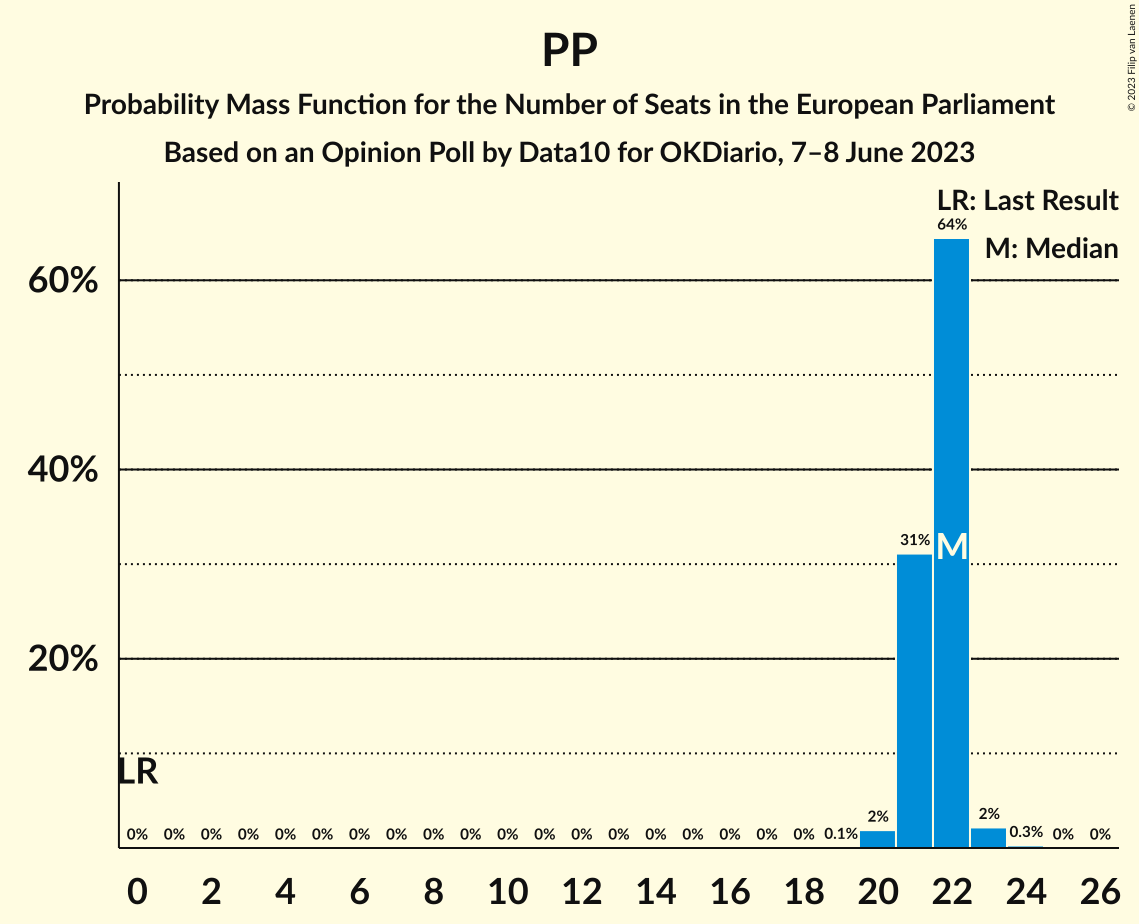 PP
Probability Mass Function for the Number of Seats in the European Parliament
Based on an Opinion Poll by Data10 for OKDiario, 7–8 June 2023
© 2023 Filip van Laenen
LR: Last Result
M: Median
64%
60%
40%
31%
M
20%
LR
0% 0% 0% 0% 0% 0% 0% 0% 0% 0% 0% 0% 0% 0% 0% 0% 0% 0% 0% 0.1% 2% 2% 0.3% 0% 0%
0 2 4 6 8 10 12 14 16 18 20 22 24 26